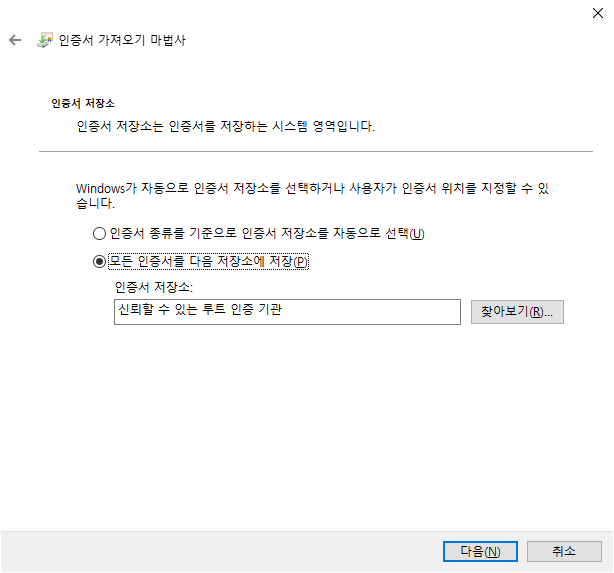 인증서 가져오기 마법사
인증서 저장소
인증서 저장소는 인증서를 저장하는 시스템 영역입니다.
Windows가 자동으로 인증서 저장소를 선택하거나 사용자가 인증서 위치를 지정할 수 있
습니다.
인증서 종류를 기준으로 인증서 저장소를 자동으로 선택(U)
모든 인증서를 다음 저장소에 저장(P)
인증서 저장소:
신뢰할 수 있는 루트 인증 기관
찾아보기(R)...
다음(N)
취소